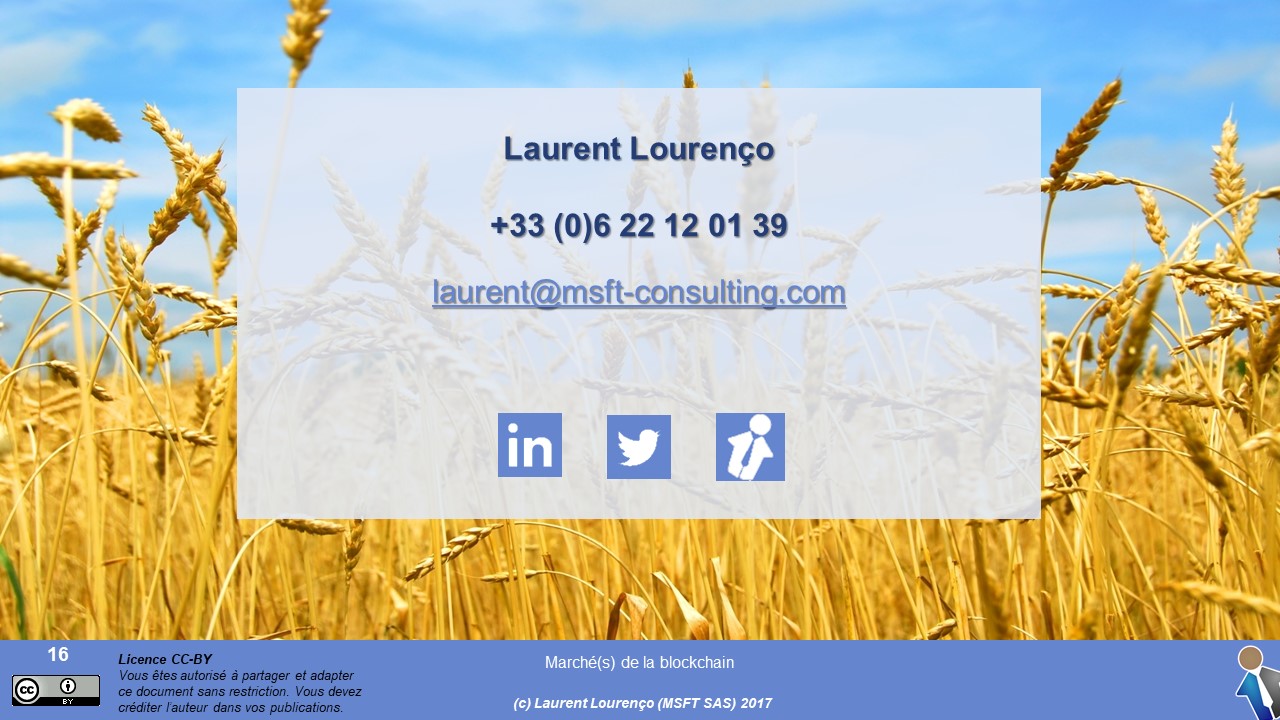 Laurent Lourenço
+33 (0)6 22 12 01 39
laurent@msft-consulting.com
in
16
cc
BY
Licence CC-BY
Vous êtes autorisé à partager et adapter
ce document sans restriction. Vous devez
créditer l'auteur dans vos publications.
Marché(s) de la blockchain
(c) Laurent Lourenço (MSFT SAS) 2017